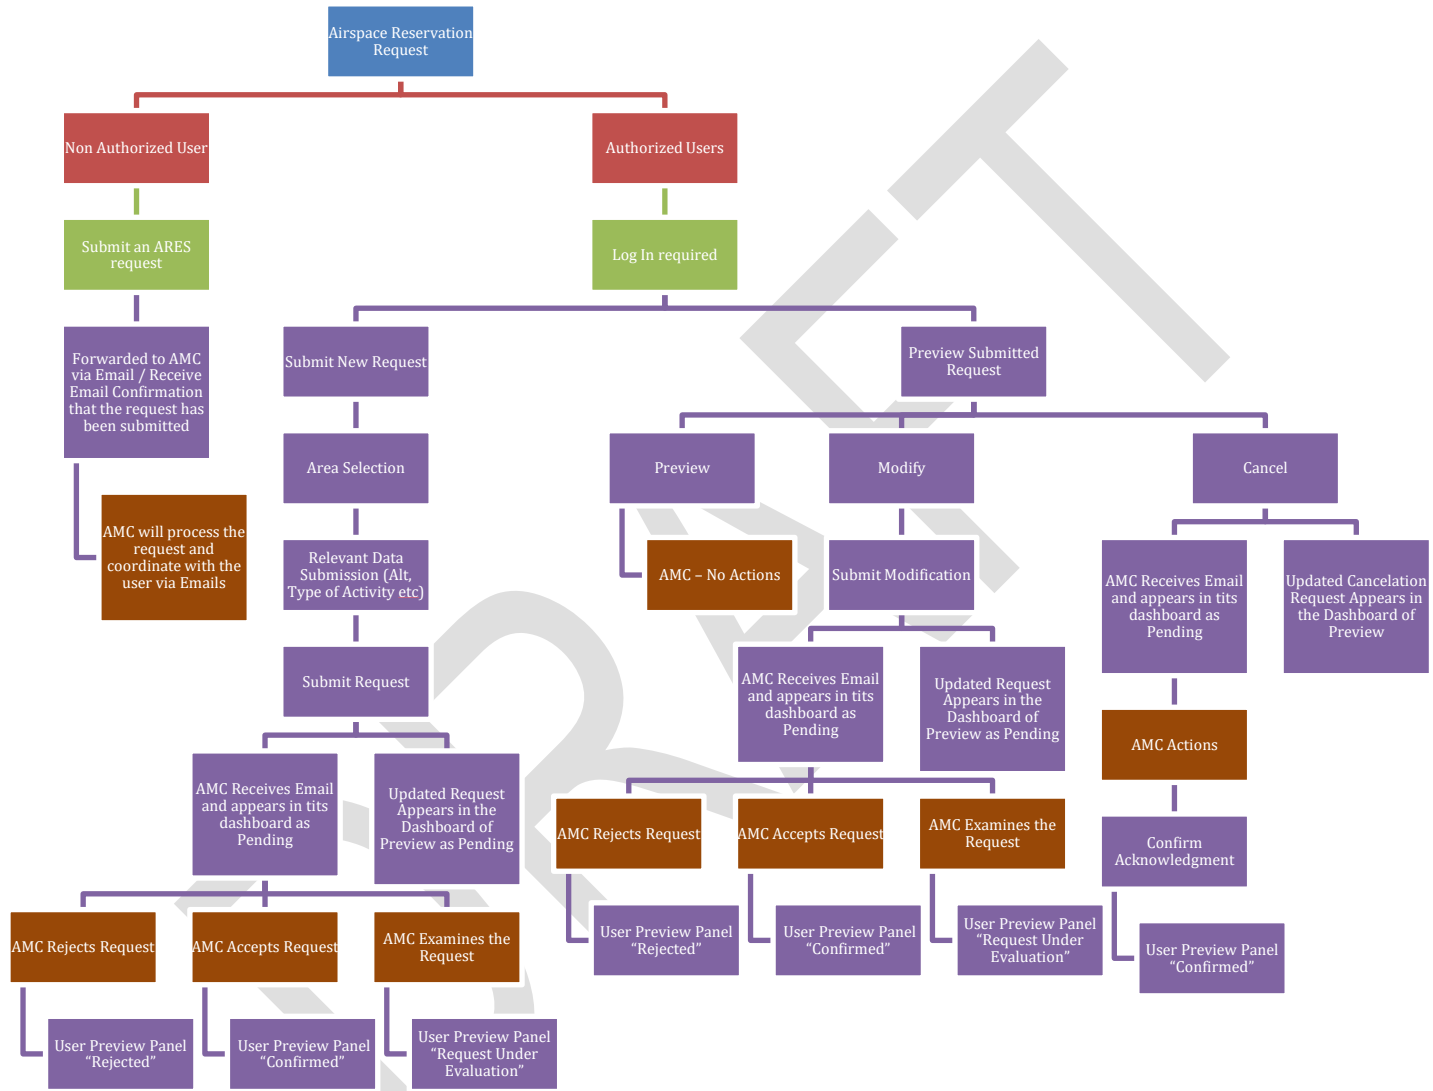 Airspace Reservation
Request
Non Authorized User
Authorized Users
Submit an ARES
request
Log In required
Forwarded to AMC
via Email / Receive
Email Confirmation
that the request has
been submitted
Submit New Request
Preview Submitted
Request
Area Selection
Preview
Modify
Cancel
AMC will process the
request and
coordinate with the
user via Emails
Relevant Data
Submission (Alt,
Type of Activity etc)
AMC – No Actions
Submit Modification
AMC Receives Email
and appears in tits
dashboard as
Pending
Updated Cancelation
Request Appears in
the Dashboard of
Preview
Submit Request
AMC Receives Email
and appears in tits
dashboard as
Pending
Updated Request
Appears in the
Dashboard of
Preview as Pending
AMC Actions
AMC Receives Email
and appears in tits
dashboard as
Pending
Updated Request
Appears in the
Dashboard of
Preview as Pending
AMC Rejects Request
AMC Accepts Request
AMC Examines the
Request
Confirm
Acknowledgment
AMC Rejects Request
AMC Accepts Request
AMC Examines the
Request
User Preview Panel
“Rejected”
User Preview Panel
“Confirmed”
User Preview Panel
“Request Under
Evaluation”
User Preview Panel
“Confirmed”
User Preview Panel
“Rejected”
User Preview Panel
“Confirmed”
User Preview Panel
“Request Under
Evaluation”
DRAFT